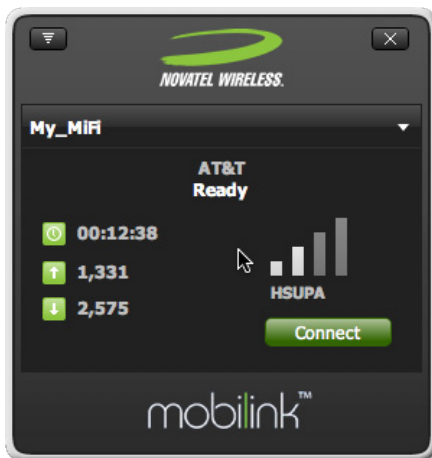 NOVATEL WIRELESS.
My_MiFi
AT&T
Ready
00:12:38
1,331
2,575
HSUPA
Connect
mobilink™